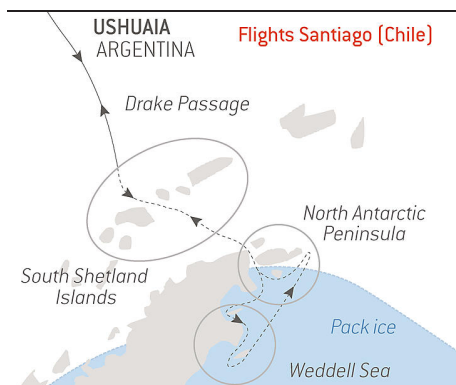 USHUAIA
ARGENTINA
Flights Santiago (Chile)
Drake Passage
North Antarctic
Peninsula
South Shetland
Islands
Pack ice
Weddell Sea